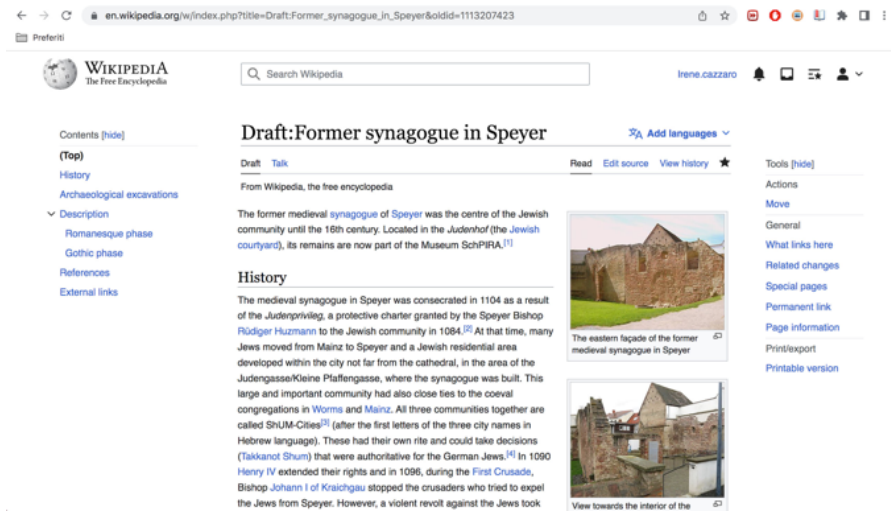 en.wikipedia.org/w/index.php?title=Draft:Former_synagogue_in_Speyer&oldid=1113207423
Preferiti
WIKIPEDIA
The Free Encyclopedia
Search Wikipedia
Irene.cazzaro
Contents [hide]
(Top)
History
Archaeological excavations
Description
Romanesque phase
Gothic phase
References
External links
Draft:Former synagogue in Speyer
Add languages
Draft Talk
Read Edit source View history
From Wikipedia, the free encyclopedia
The former medieval synagogue of Speyer was the centre of the Jewish
community until the 16th century. Located in the Judenhof (the Jewish
courtyard), its remains are now part of the Museum SchPIRA.[1]
History
The medieval synagogue in Speyer was consecrated in 1104 as a result
of the Judenprivileg, a protective charter granted by the Speyer Bishop
Rüdiger Huzmann to the Jewish community in 1084.[2] At that time, many
Jews moved from Mainz to Speyer and a Jewish residential area
developed within the city not far from the cathedral, in the area of the
Judengasse/Kleine Pfaffengasse, where the synagogue was built. This
large and important community had also close ties to the coeval
congregations in Worms and Mainz. All three communities together are
called ShUM-Cities[3] (after the first letters of the three city names in
Hebrew language). These had their own rite and could take decisions
(Takkanot Shum) that were authoritative for the German Jews.[4] In 1090
Henry IV extended their rights and in 1096, during the First Crusade,
Bishop Johann I of Kraichgau stopped the crusaders who tried to expel
the Jews from Speyer. However, a violent revolt against the Jews took
The eastern façade of the former
medieval synagogue in Speyer
View towards the interior of the
Tools [hide]
Actions
Move
General
What links here
Related changes
Special pages
Permanent link
Page information
Print/export
Printable version